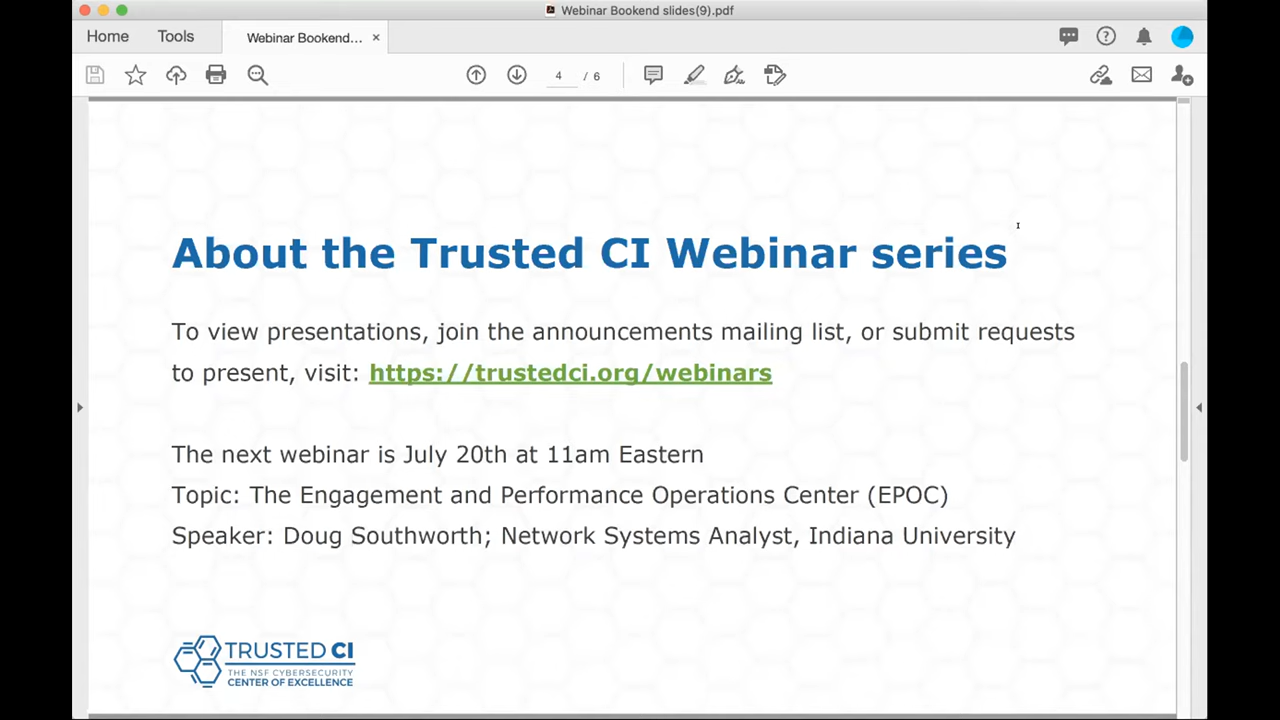 Webinar Bookend slides(9).pdf
Home
Tools
Webinar Bookend... ×
4 / 6
About the Trusted CI Webinar series
To view presentations, join the announcements mailing list, or submit requests
to present, visit: https://trustedci.org/webinars
The next webinar is July 20th at 11am Eastern
Topic: The Engagement and Performance Operations Center (EPOC)
Speaker: Doug Southworth; Network Systems Analyst, Indiana University
TRUSTED CI
THE NSF CYBERSECURITY
CENTER OF EXCELLENCE